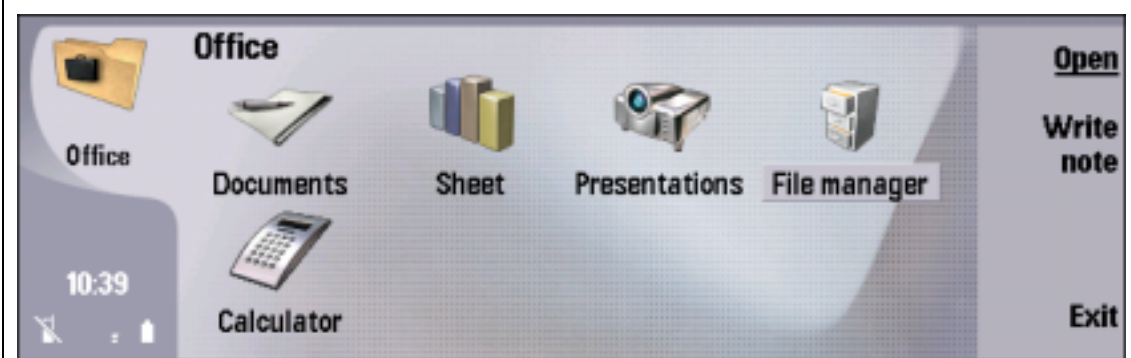 Office
Office
Documents
Sheet
Presentations
File manager
Calculator
10:39
Open
Write
note
Exit